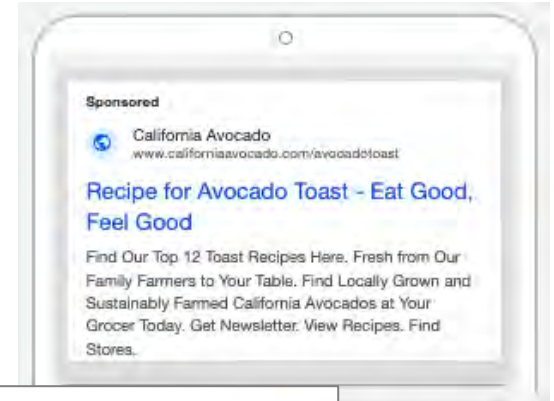 Sponsored
California Avocado
www.californiaavocado.com/avocadotoast
Recipe for Avocado Toast - Eat Good,
Feel Good
Find Our Top 12 Toast Recipes Here. Fresh from Our
Family Farmers to Your Table. Find Locally Grown and
Sustainably Farmed California Avocados at Your
Grocer Today. Get Newsletter. View Recipes. Find
Stores.